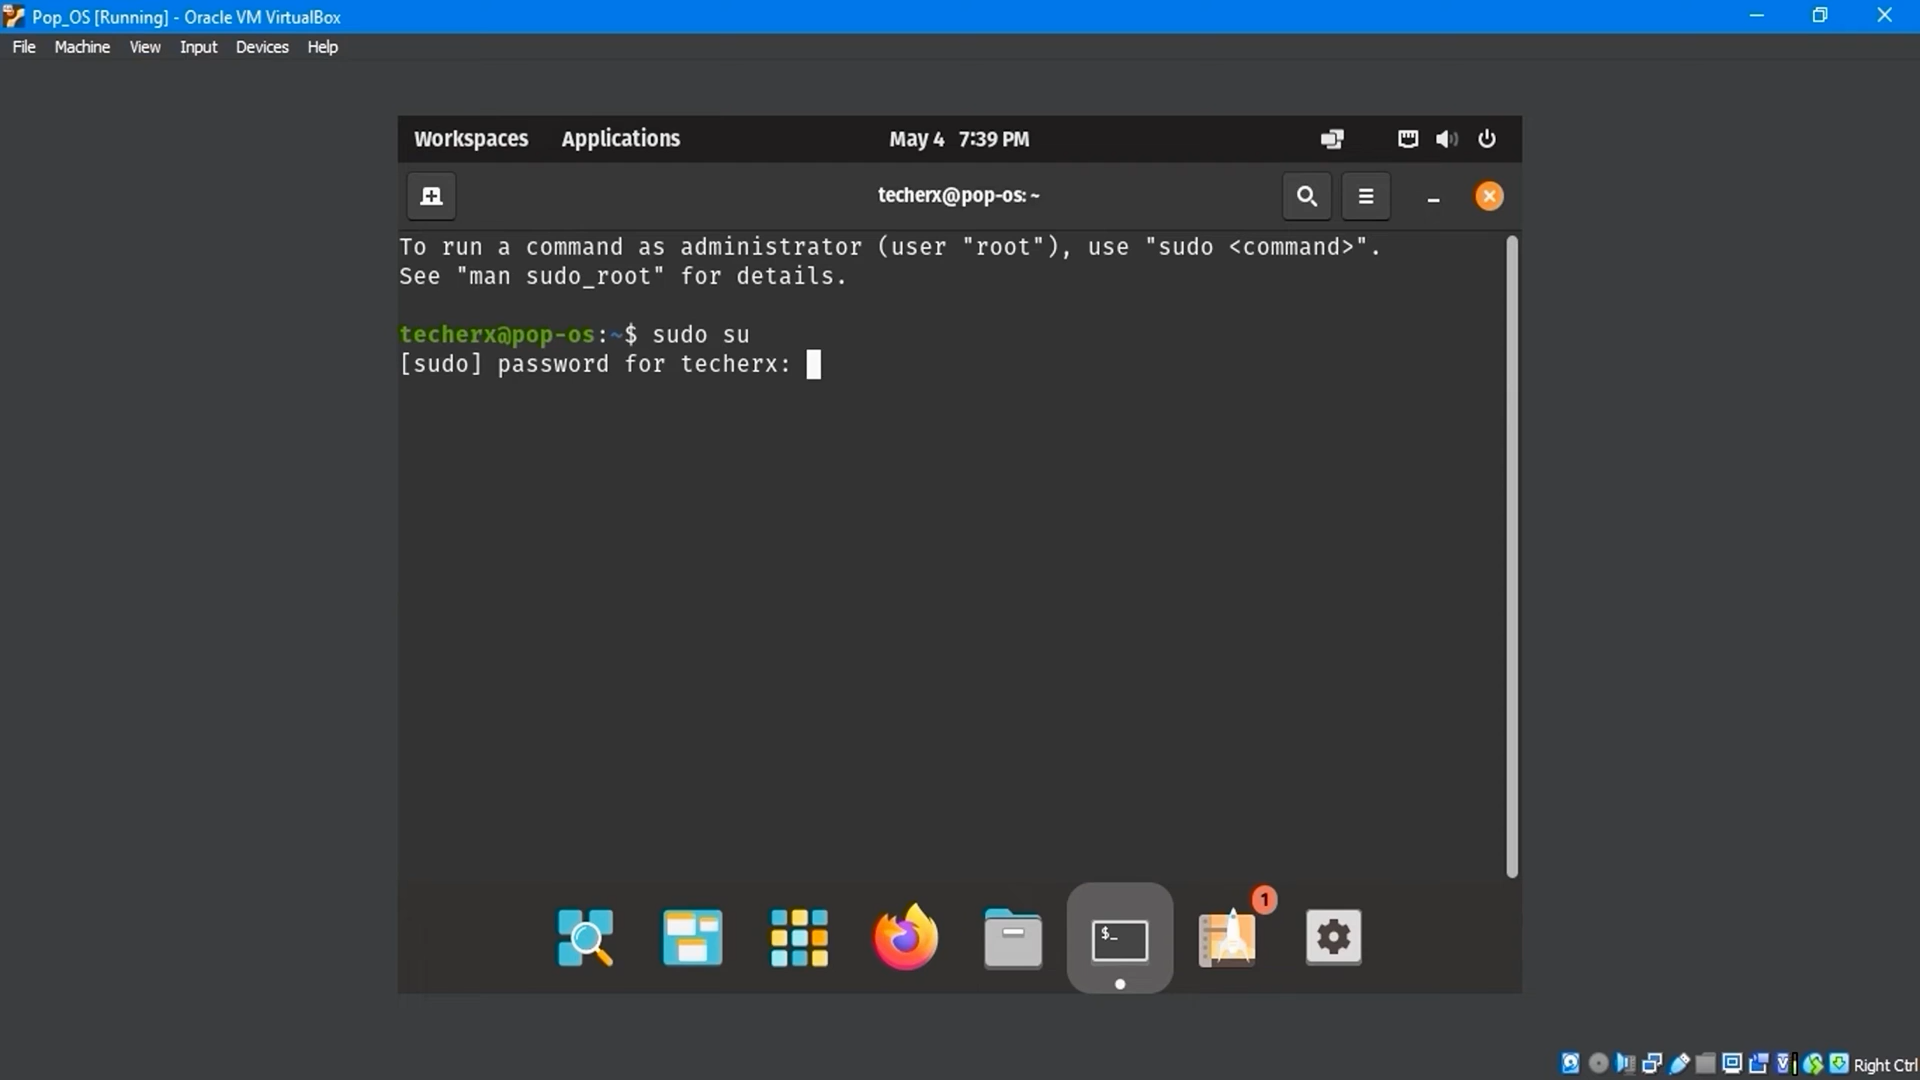 Pop_OS [Running] - Oracle VM VirtualBox
File Machine View Input Devices Help
Workspaces Applications May 4 7:39 PM
techerx@pop-os: ~
To run a command as administrator (user "root"), use "sudo <command>".
See "man sudo_root" for details.
techerx@pop-os:~$ sudo su
[sudo] password for techerx:
$_
1
Right Ctrl